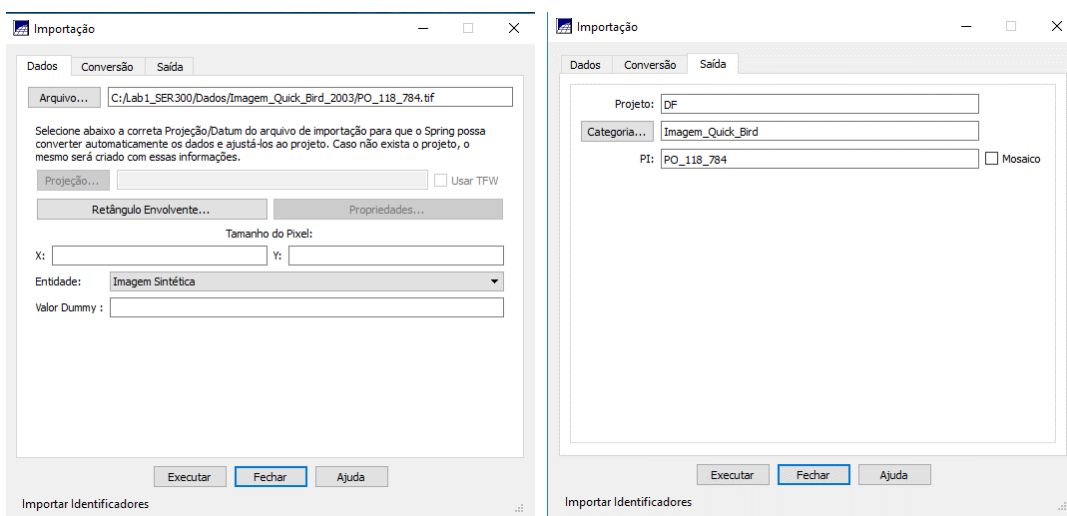 Importação
Dados Conversão Saída
Arquivo... C:/Lab1_SER300/Dados/Imagem_Quick_Bird_2003/PO_118_784.tif
Selecione abaixo a correta Projeção/Datum do arquivo de importação para que o Spring possa
converter automaticamente os dados e ajustá-los ao projeto. Caso não exista o projeto, o
mesmo será criado com essas informações.
Projeção... Usar TFW
Retângulo Envolvente... Propriedades...
Tamanho do Pixel:
X: Y:
Entidade: Imagem Sintética
Valor Dummy :
Executar Fechar Ajuda
Importar Identificadores
Importação
Dados Conversão Saída
Projeto: DF
Categoria... Imagem_Quick_Bird
PI: PO_118_784 Mosaico
Executar Fechar Ajuda
Importar Identificadores